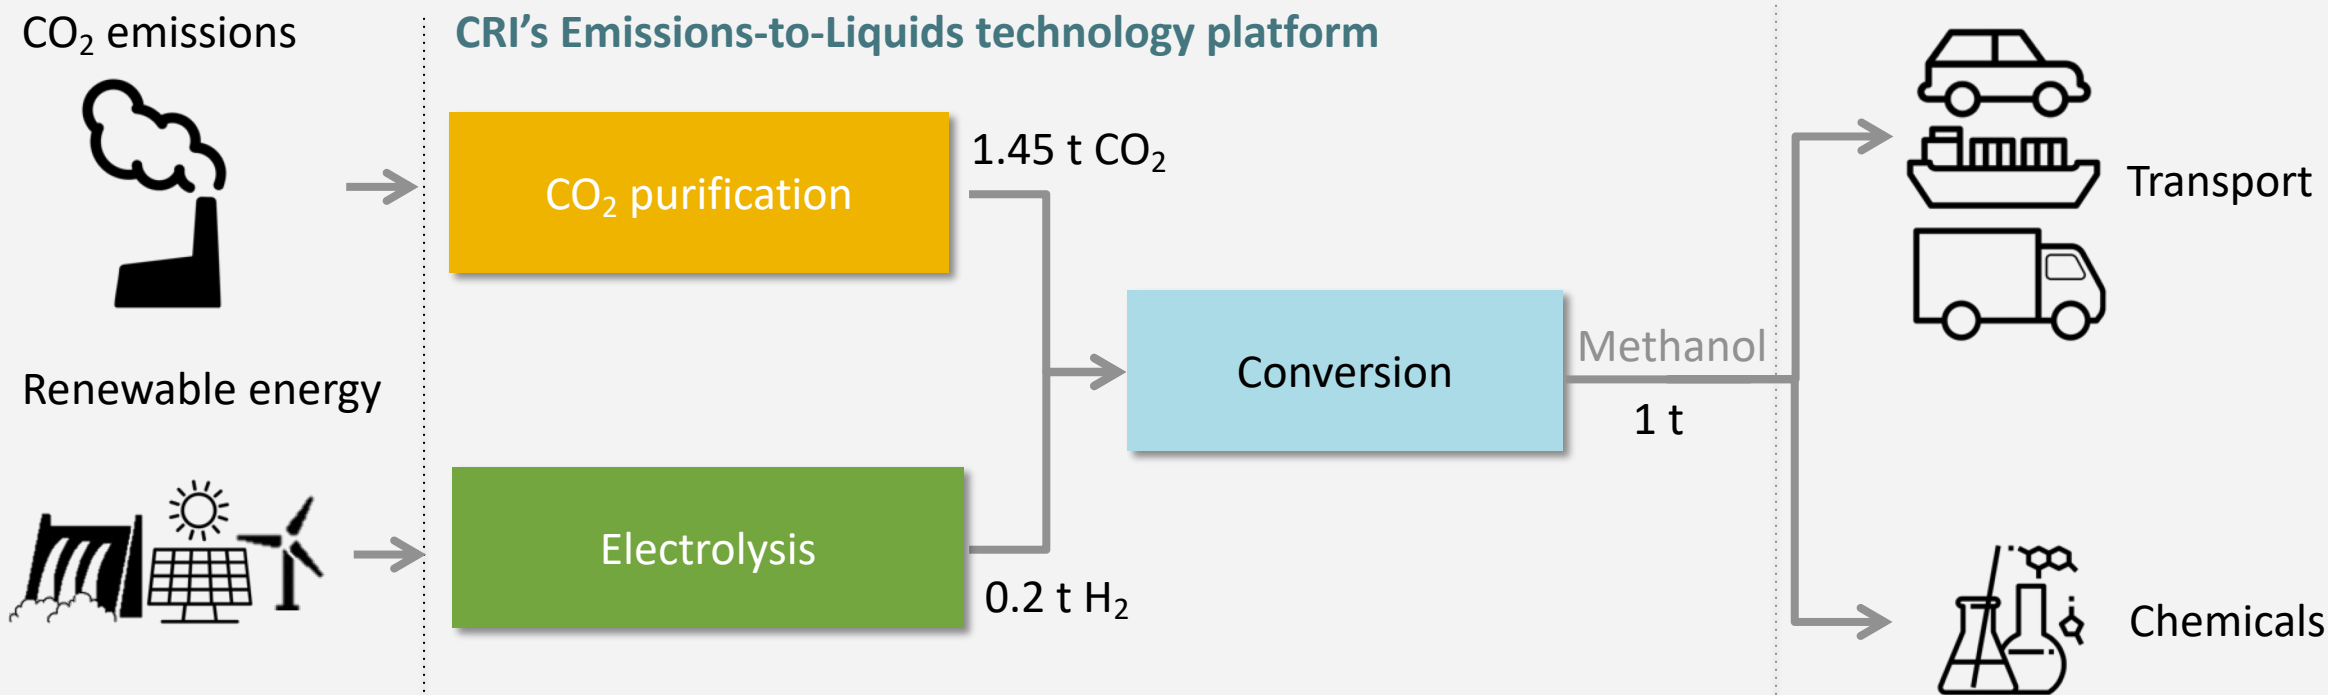 CO₂ emissions
CRI’s Emissions-to-Liquids technology platform
CO₂ purification
1.45 t CO₂
Transport
Conversion
Methanol
1 t
Renewable energy
Electrolysis
0.2 t H₂
Chemicals